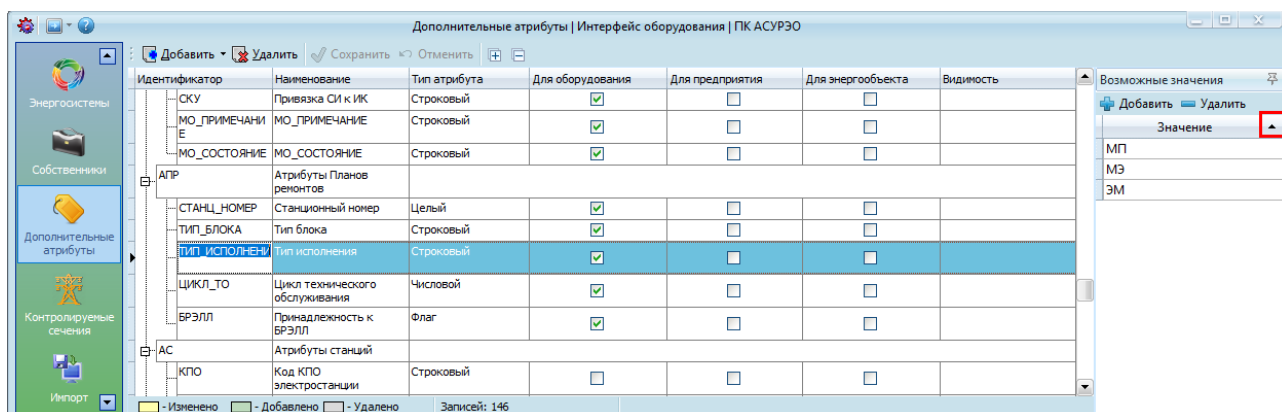 Дополнительные атрибуты | Интерфейс оборудования | ПК АСУРЭО
Добавить Удалить Сохранить Отменить
Энергосистемы
Собственники
Дополнительные
атрибуты
Контролируемые
сечения
Импорт
Идентификатор Наименование Тип атрибута Для оборудования Для предприятия Для энергообъекта Видимость
СКУ Привязка СИ к ИК Строковый
МО_ПРИМЕЧАНИ МО_ПРИМЕЧАНИЕ Строковый
Е
МО_СОСТОЯНИЕ МО_СОСТОЯНИЕ Строковый
АПР Атрибуты Планов
ремонтов
СТАНЦ_НОМЕР Станционный номер Целый
ТИП_БЛОКА Тип блока Строковый
ТИП_ИСПОЛНЕНИ Тип исполнения Строковый
ЦИКЛ_ТО Цикл технического Числовой
обслуживания
БРЭЛЛ Принадлежность к Флаг
БРЭЛЛ
АС Атрибуты станций
КПО Код КПО Строковый
электростанции
- Изменено - Добавлено - Удалено Записей: 146
Возможные значения
Добавить Удалить
Значение
МП
МЭ
ЭМ